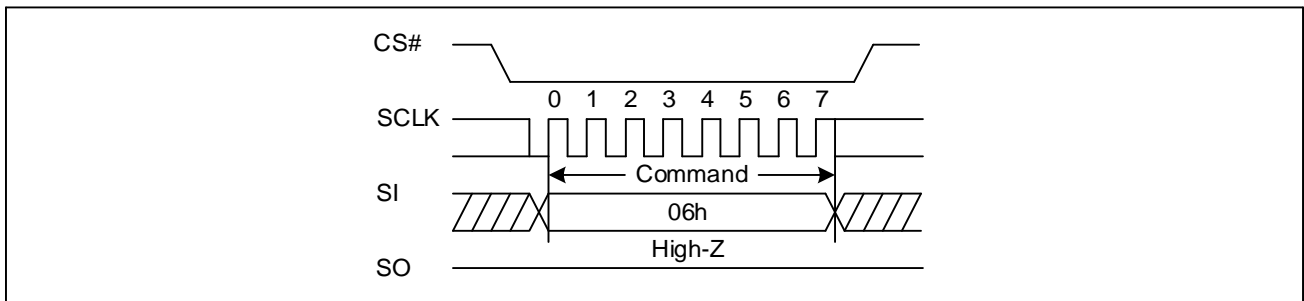 CS#
0 1 2 3 4 5 6 7
SCLK
Command
SI
06h
High-Z
SO